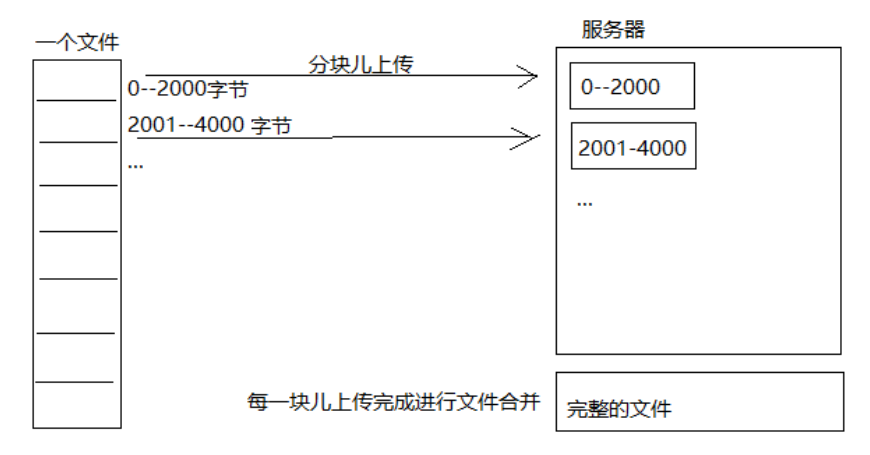 一个文件
服务器
分块儿上传
0--2000字节
0--2000
2001--4000 字节
2001-4000
...
...
每一块儿上传完成进行文件合并
完整的文件